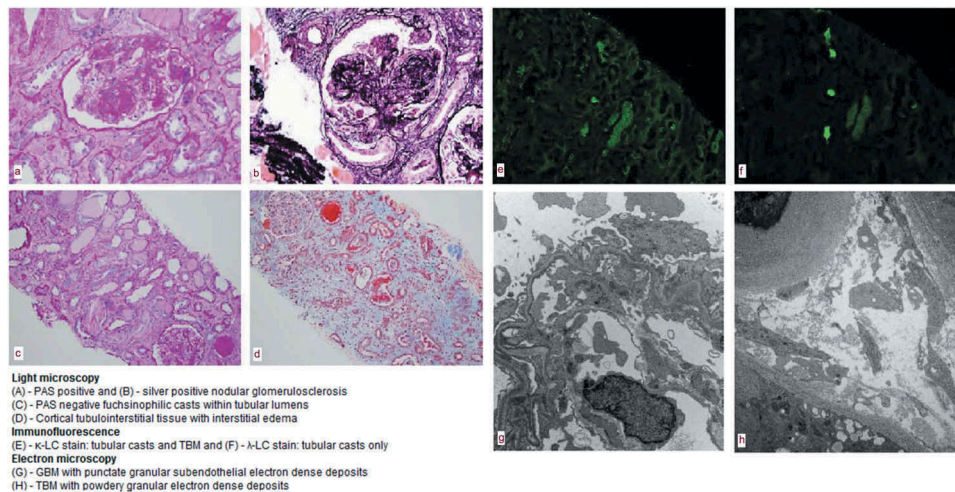 a
b
c
d
e
f
g
h
Light microscopy
(A) - PAS positive and (B) - silver positive nodular glomerulosclerosis
(C) - PAS negative fuchsinophilic casts within tubular lumens
(D) - Cortical tubulointerstitial tissue with interstitial edema
Immunofluorescence
(E) - κ-LC stain: tubular casts and TBM and (F) - λ-LC stain: tubular casts only
Electron microscopy
(G) - GBM with punctate granular subendothelial electron dense deposits
(H) - TBM with powdery granular electron dense deposits